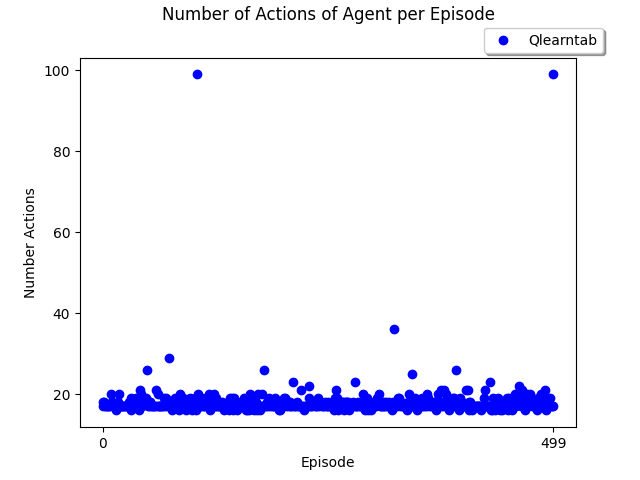 Number of Actions of Agent per Episode
Qlearntab
100
80
60
40
20
Number Actions
0
499
Episode